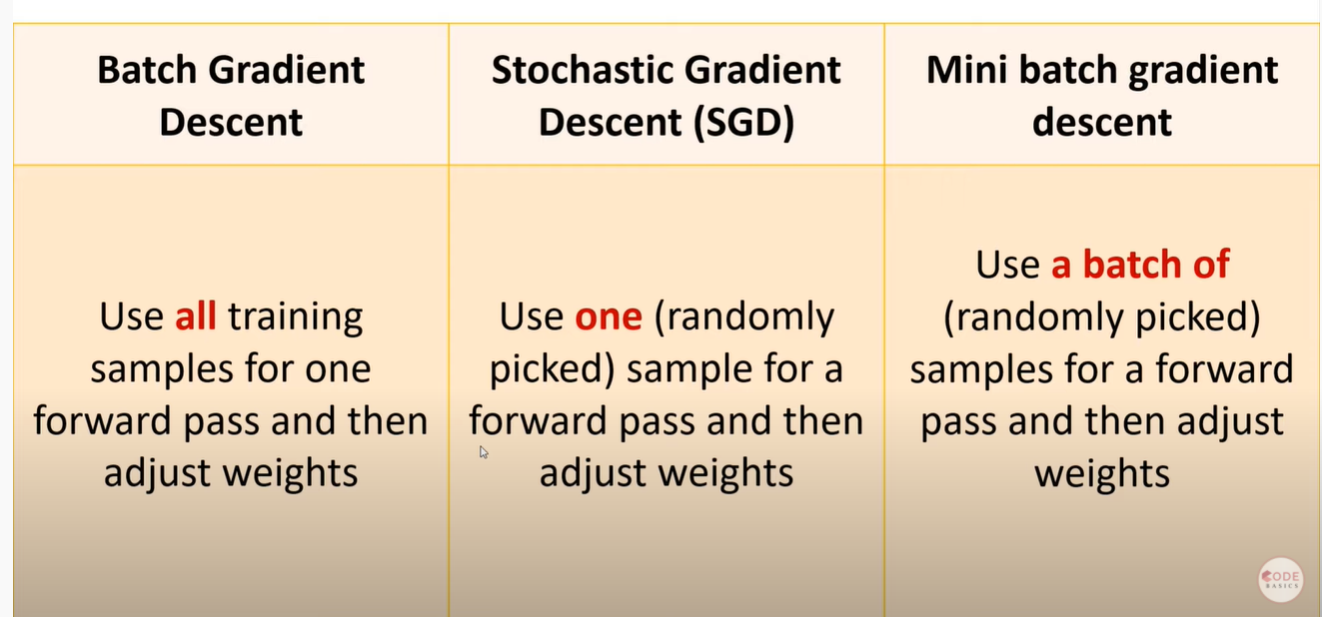 Batch Gradient
Descent
Stochastic Gradient
Descent (SGD)
Mini batch gradient
descent
Use all training
samples for one
forward pass and then
adjust weights
Use one (randomly
picked) sample for a
forward pass and then
adjust weights
Use a batch of
(randomly picked)
samples for a forward
pass and then adjust
weights
CODE
BASICS